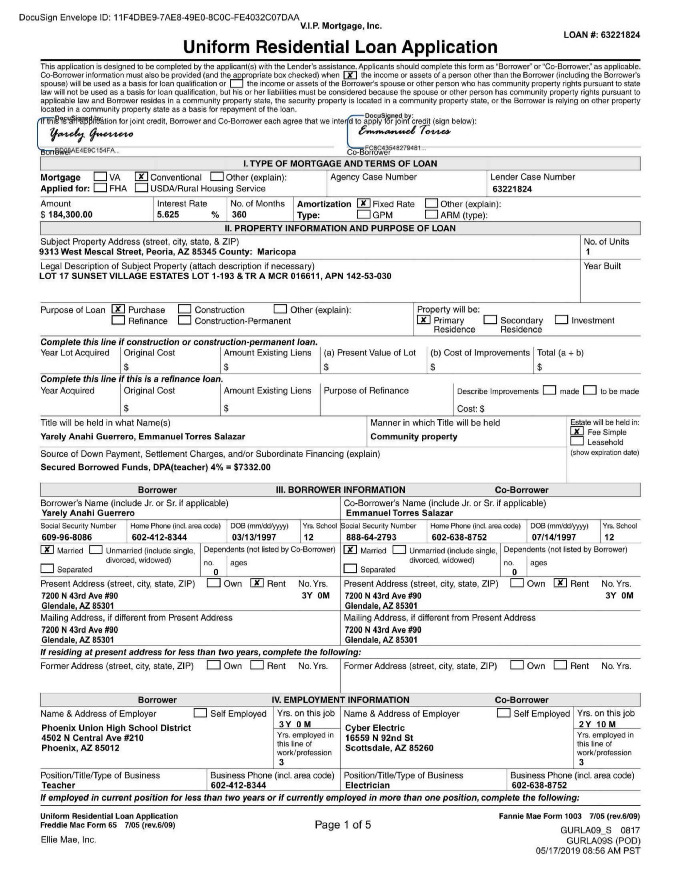 DocuSign Envelope ID: 11F4DBE9-7AE8-49E0-8C0C-FE4032C07DAA
V.I.P. Mortgage, Inc.
LOAN #: 63221824
Uniform Residential Loan Application
This application is designed to be completed by the applicant(s) with the Lender's assistance. Applicants should complete this form as "Borrower" or "Co-Borrower," as applicable.
Co-Borrower information must also be provided (and the appropriate box checked) when [X] the income or assets of a person other than the Borrower (including the Borrower's
spouse) will be used as a basis for loan qualification or [ ] the income or assets of the Borrower's spouse or other person who has community property rights pursuant to state
law will not be used as a basis for loan qualification, but his or her liabilities must be considered because the spouse or other person has community property rights pursuant to
applicable law and Borrower resides in a community property state, the security property is located in a community property state, or the Borrower is relying on other property
located in a community property state as a basis for repayment of the loan.
If this is an application for joint credit, Borrower and Co-Borrower each agree that we intend to apply for joint credit (sign below):
DocuSigned by: DocuSigned by:
Yarely Guerrero Emmanuel Torres
Borrower Co-Borrower
I. TYPE OF MORTGAGE AND TERMS OF LOAN
Mortgage [ ] VA [X] Conventional [ ] Other (explain): Agency Case Number Lender Case Number
Applied for: [ ] FHA [ ] USDA/Rural Housing Service 63221824
Amount Interest Rate No. of Months Amortization [X] Fixed Rate [ ] Other (explain):
$ 184,300.00 5.625 % 360 Type: [ ] GPM [ ] ARM (type):
II. PROPERTY INFORMATION AND PURPOSE OF LOAN
Subject Property Address (street, city, state, & ZIP) No. of Units
9313 West Mescal Street, Peoria, AZ 85345 County: Maricopa 1
Legal Description of Subject Property (attach description if necessary) Year Built
LOT 17 SUNSET VILLAGE ESTATES LOT 1-193 & TR A MCR 016611, APN 142-53-030
Purpose of Loan [X] Purchase [ ] Construction [ ] Other (explain): Property will be:
[ ] Refinance [ ] Construction-Permanent [X] Primary Residence [ ] Secondary Residence [ ] Investment
Complete this line if construction or construction-permanent loan.
Year Lot Acquired Original Cost Amount Existing Liens (a) Present Value of Lot (b) Cost of Improvements Total (a + b)
$ $ $ $ $
Complete this line if this is a refinance loan.
Year Acquired Original Cost Amount Existing Liens Purpose of Refinance Describe Improvements [ ] made [ ] to be made
$ $ Cost: $
Title will be held in what Name(s) Manner in which Title will be held Estate will be held in:
Yarely Anahi Guerrero, Emmanuel Torres Salazar Community property [X] Fee Simple
[ ] Leasehold
Source of Down Payment, Settlement Charges, and/or Subordinate Financing (explain) (show expiration date)
Secured Borrowed Funds, DPA(teacher) 4% = $7332.00
Borrower III. BORROWER INFORMATION Co-Borrower
Borrower's Name (include Jr. or Sr. if applicable) Co-Borrower's Name (include Jr. or Sr. if applicable)
Yarely Anahi Guerrero Emmanuel Torres Salazar
Social Security Number Home Phone (incl. area code) DOB (mm/dd/yyyy) Yrs. School Social Security Number Home Phone (incl. area code) DOB (mm/dd/yyyy) Yrs. School
609-96-8086 602-412-8344 03/13/1997 12 888-64-2793 602-638-8752 07/14/1997 12
[X] Married [ ] Unmarried (include single, divorced, widowed) Dependents (not listed by Co-Borrower) [X] Married [ ] Unmarried (include single, divorced, widowed) Dependents (not listed by Borrower)
[ ] Separated no. 0 ages [ ] Separated no. 0 ages
Present Address (street, city, state, ZIP) [ ] Own [X] Rent No. Yrs. Present Address (street, city, state, ZIP) [ ] Own [X] Rent No. Yrs.
7200 N 43rd Ave #90 3Y 0M 7200 N 43rd Ave #90 3Y 0M
Glendale, AZ 85301 Glendale, AZ 85301
Mailing Address, if different from Present Address Mailing Address, if different from Present Address
7200 N 43rd Ave #90 7200 N 43rd Ave #90
Glendale, AZ 85301 Glendale, AZ 85301
If residing at present address for less than two years, complete the following:
Former Address (street, city, state, ZIP) [ ] Own [ ] Rent No. Yrs. Former Address (street, city, state, ZIP) [ ] Own [ ] Rent No. Yrs.
Borrower IV. EMPLOYMENT INFORMATION Co-Borrower
Name & Address of Employer [ ] Self Employed Yrs. on this job Name & Address of Employer [ ] Self Employed Yrs. on this job
3 Y 0 M 2Y 10 M
Phoenix Union High School District Yrs. employed in this line of work/profession Cyber Electric Yrs. employed in this line of work/profession
4502 N Central Ave #210 16559 N 92nd St
Phoenix, AZ 85012 Scottsdale, AZ 85260
3 3
Position/Title/Type of Business Business Phone (incl. area code) Position/Title/Type of Business Business Phone (incl. area code)
Teacher 602-412-8344 Electrician 602-638-8752
If employed in current position for less than two years or if currently employed in more than one position, complete the following:
Uniform Residential Loan Application Fannie Mae Form 1003 7/05 (rev.6/09)
Freddie Mac Form 65 7/05 (rev.6/09) Page 1 of 5
GURLA09_S 0817
Ellie Mae, Inc. GURLA09S (POD)
05/17/2019 08:56 AM PST